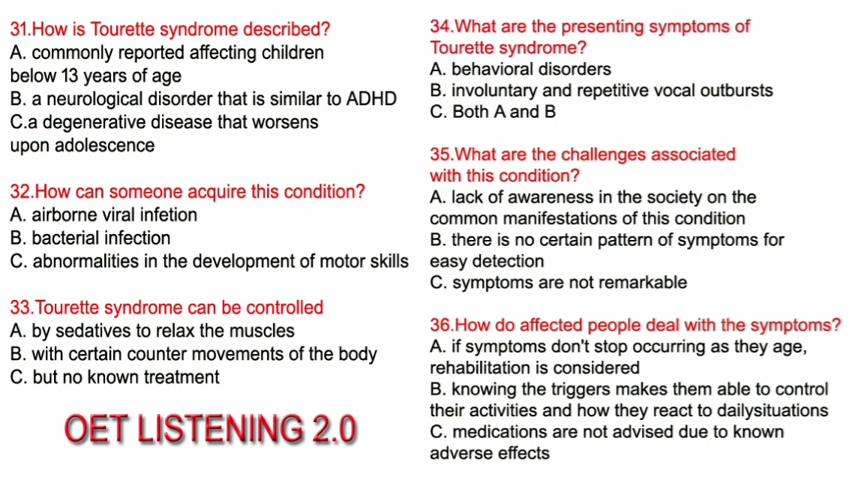 31.How is Tourette syndrome described?
A. commonly reported affecting children
below 13 years of age
B. a neurological disorder that is similar to ADHD
C.a degenerative disease that worsens
upon adolescence
32.How can someone acquire this condition?
A. airborne viral infetion
B. bacterial infection
C. abnormalities in the development of motor skills
33.Tourette syndrome can be controlled
A. by sedatives to relax the muscles
B. with certain counter movements of the body
C. but no known treatment
OET LISTENING 2.0
34.What are the presenting symptoms of
Tourette syndrome?
A. behavioral disorders
B. involuntary and repetitive vocal outbursts
C. Both A and B
35.What are the challenges associated
with this condition?
A. lack of awareness in the society on the
common manifestations of this condition
B. there is no certain pattern of symptoms for
easy detection
C. symptoms are not remarkable
36.How do affected people deal with the symptoms?
A. if symptoms don't stop occurring as they age,
rehabilitation is considered
B. knowing the triggers makes them able to control
their activities and how they react to dailysituations
C. medications are not advised due to known
adverse effects